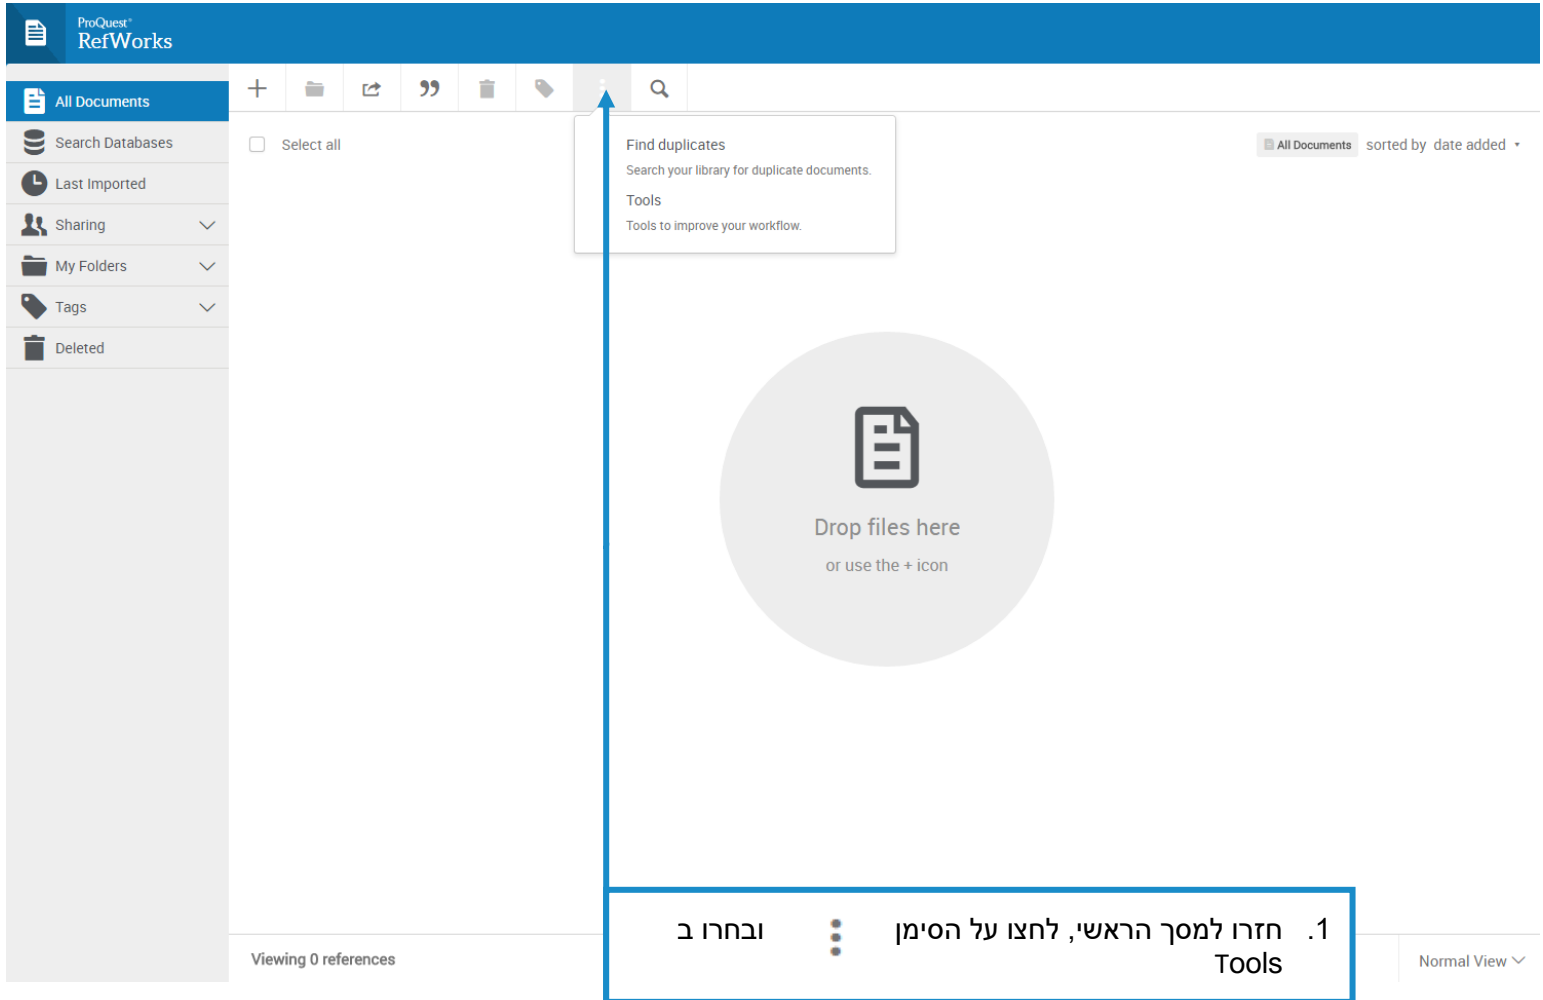 ProQuest®
RefWorks
All Documents
Search Databases
Last Imported
Sharing
My Folders
Tags
Deleted
Select all
Find duplicates
Search your library for duplicate documents.
Tools
Tools to improve your workflow.
All Documents sorted by date added
Drop files here
or use the + icon
1. חזרו למסך הראשי, לחצו על הסימן ⋮ ובחרו ב
Tools
Viewing 0 references
Normal View